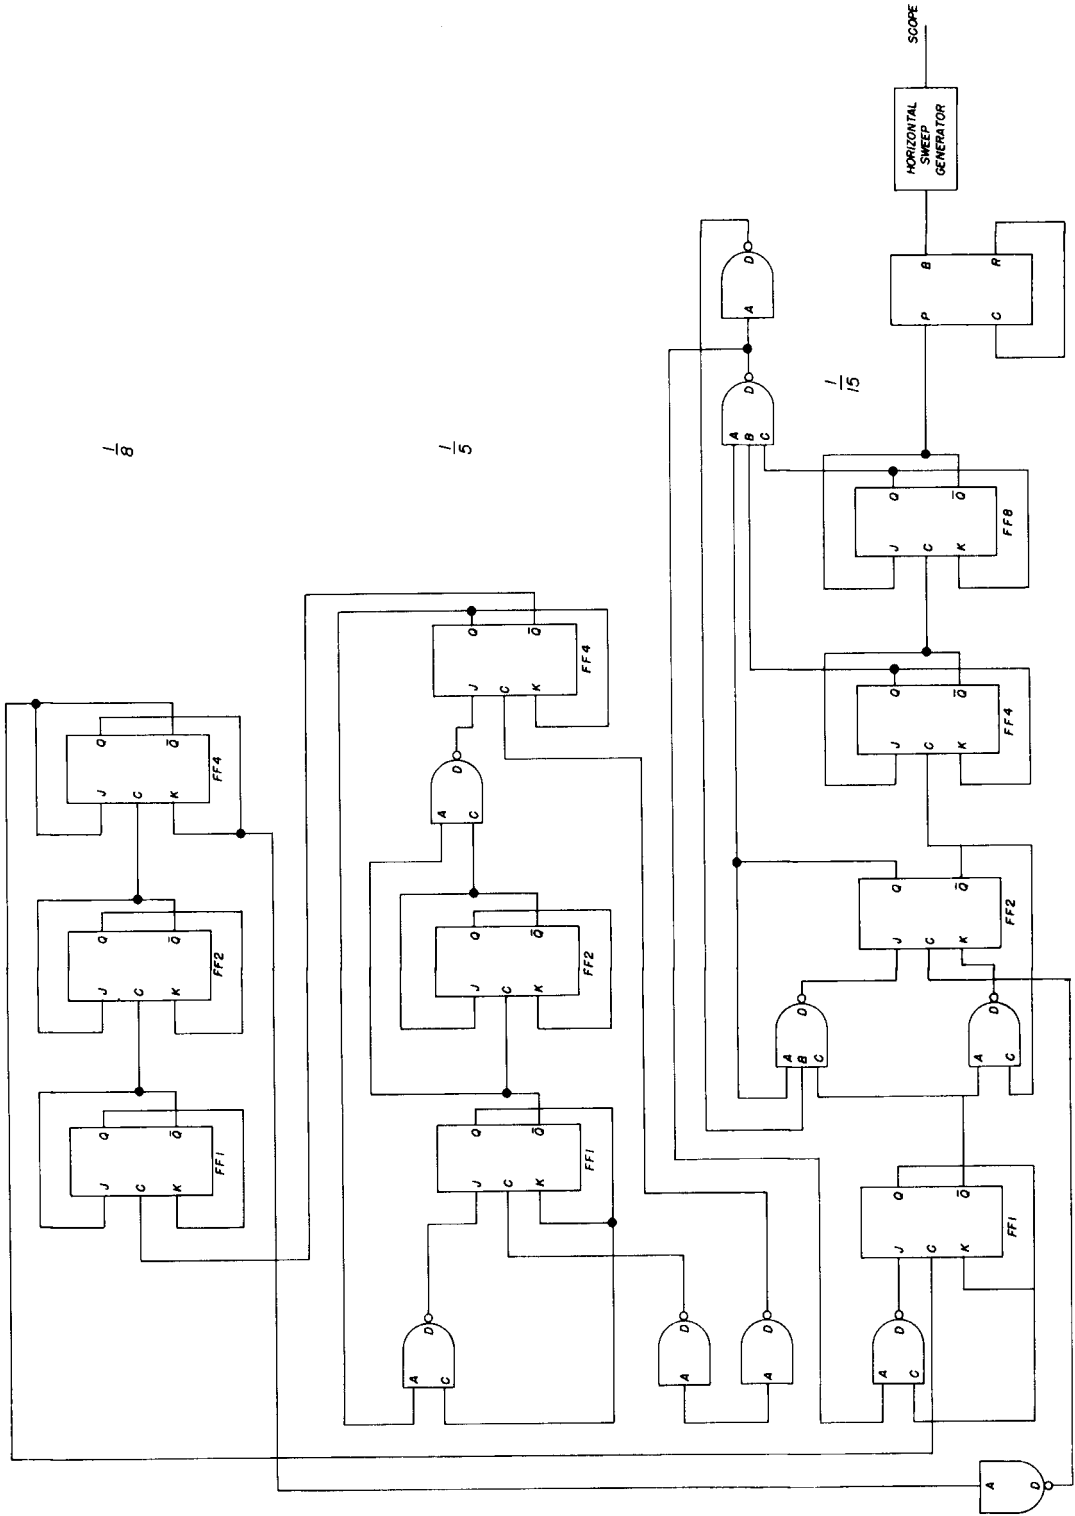 J Q
C
K Q̄
FF1
J Q
C
K Q̄
FF2
J Q
C
K Q̄
FF4
1/8
A
C
D
J Q
C
K Q̄
FF1
J Q
C
K Q̄
FF2
A
C
D
J Q
C
K Q̄
FF4
1/5
A D
A D
A
B
C
D
A D
A
B
C
D
A
C
D
J Q
C
K Q̄
FF1
A
C
D
J Q
C
K Q̄
FF2
J Q
C
K Q̄
FF4
J Q
C
K Q̄
FF8
1/15
P B
C R
HORIZONTAL
SWEEP
GENERATOR
SCOPE
A
D